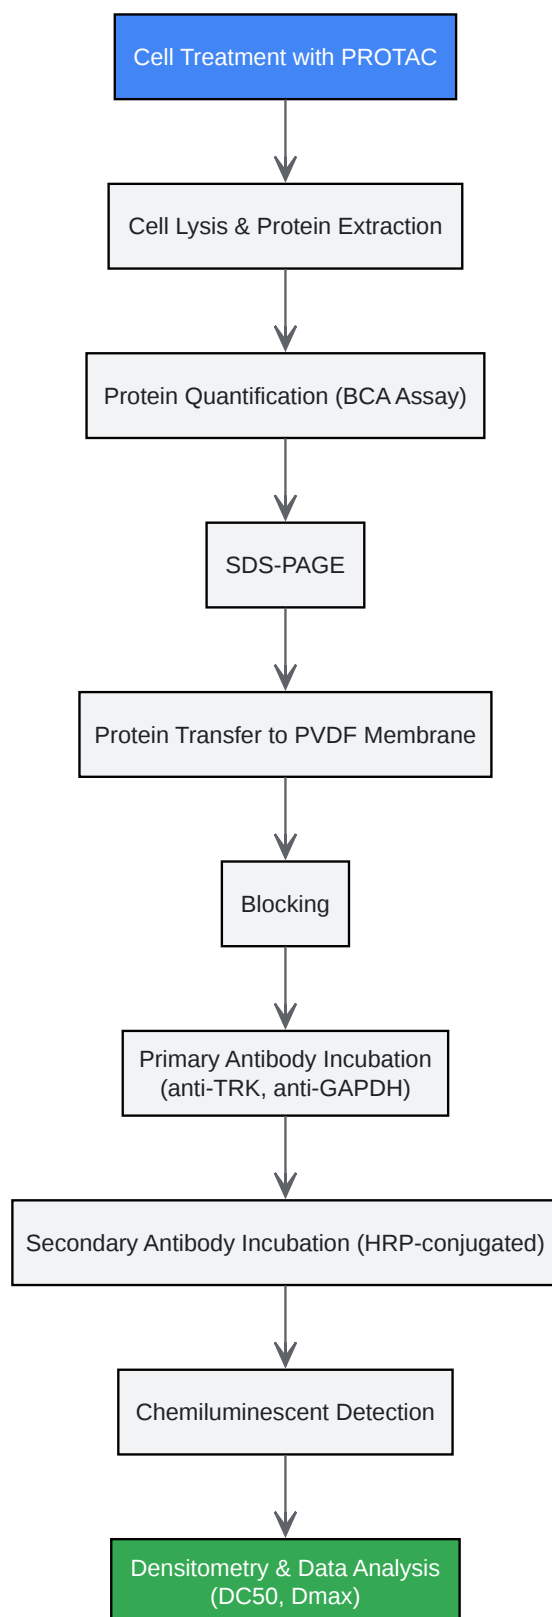 Cell Treatment with PROTAC
Cell Lysis & Protein Extraction
Protein Quantification (BCA Assay)
SDS-PAGE
Protein Transfer to PVDF Membrane
Blocking
Primary Antibody Incubation
(anti-TRK, anti-GAPDH)
Secondary Antibody Incubation (HRP-conjugated)
Chemiluminescent Detection
Densitometry & Data Analysis
(DC50, Dmax)